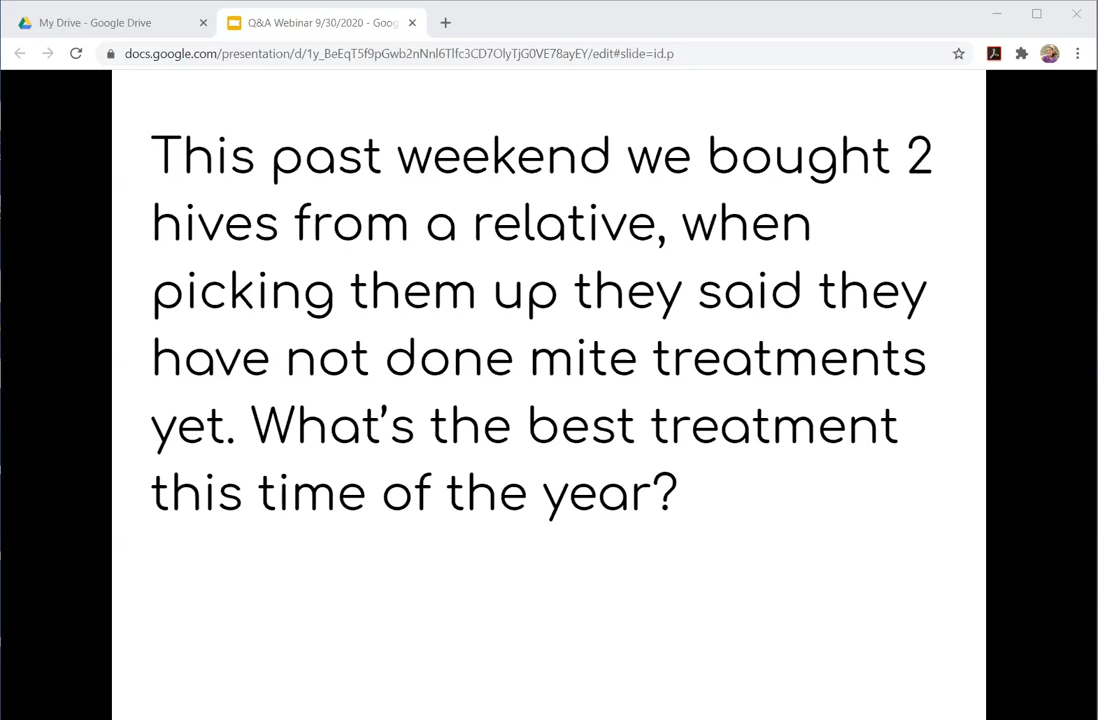 My Drive - Google Drive
Q&A Webinar 9/30/2020 - Goog
docs.google.com/presentation/d/1y_BeEqT5f9pGwb2nNnl6Tlfc3CD7OlyTjG0VE78ayEY/edit#slide=id.p
This past weekend we bought 2
hives from a relative, when
picking them up they said they
have not done mite treatments
yet. What's the best treatment
this time of the year?